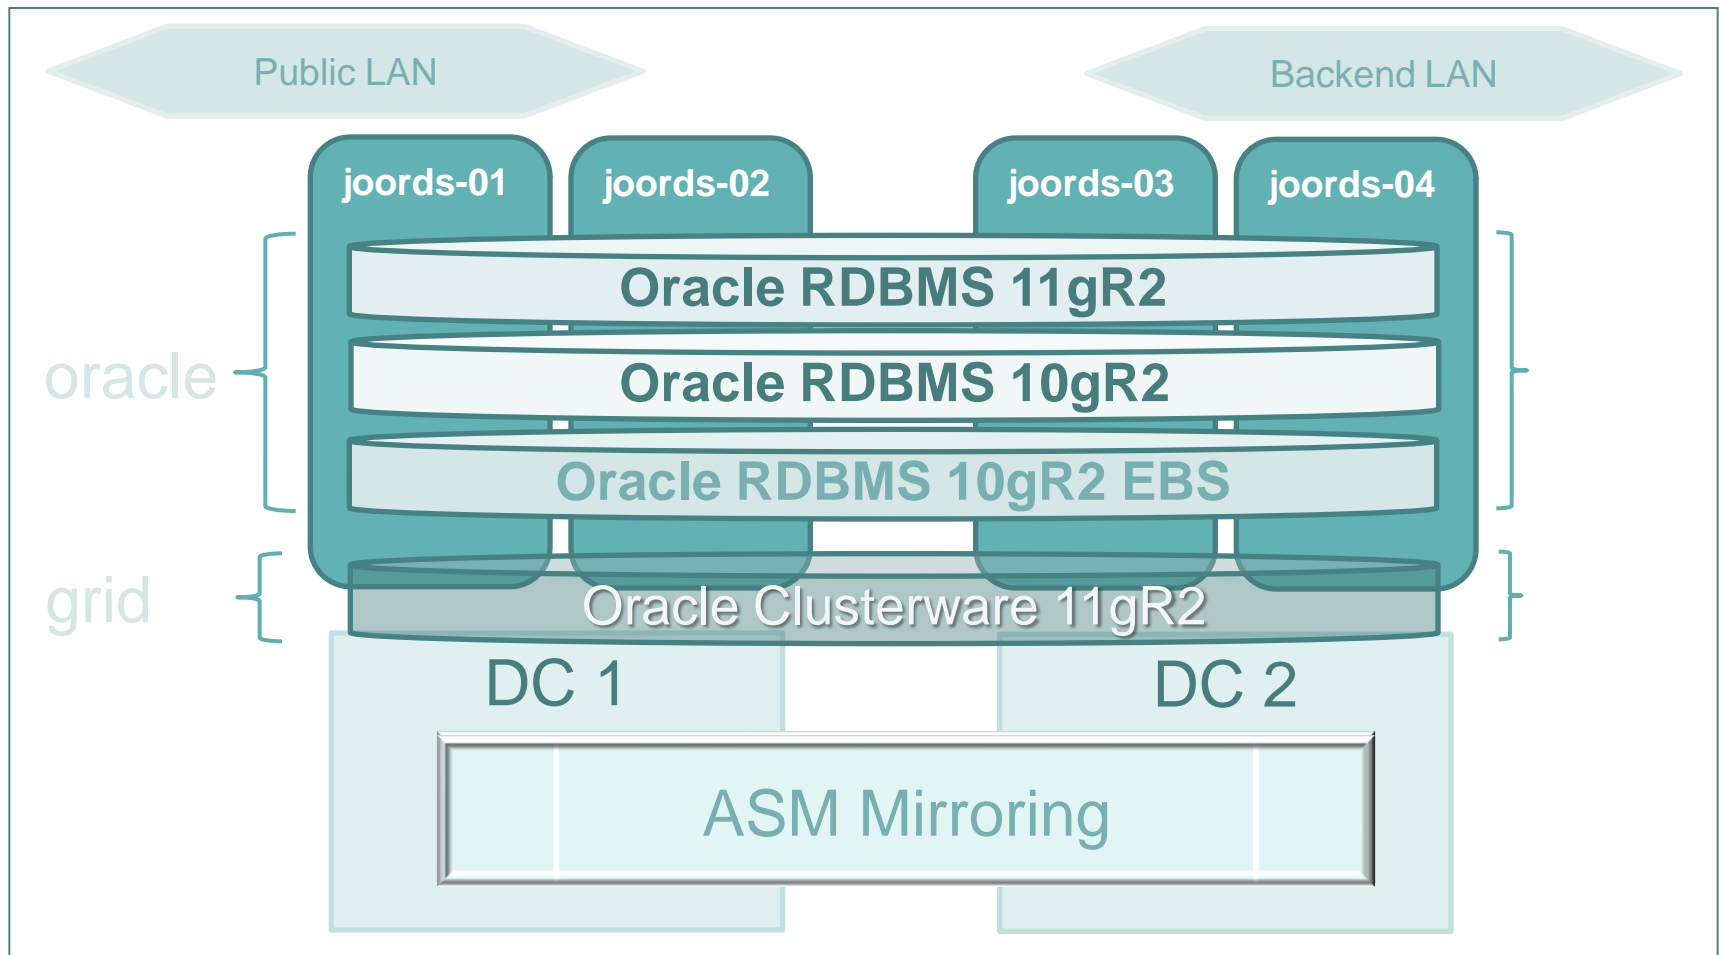 Public LAN
Backend LAN
joords-01
joords-02
joords-03
joords-04
Oracle RDBMS 11gR2
oracle
Oracle RDBMS 10gR2
Oracle RDBMS 10gR2 EBS
grid
Oracle Clusterware 11gR2
DC 1
DC 2
ASM Mirroring